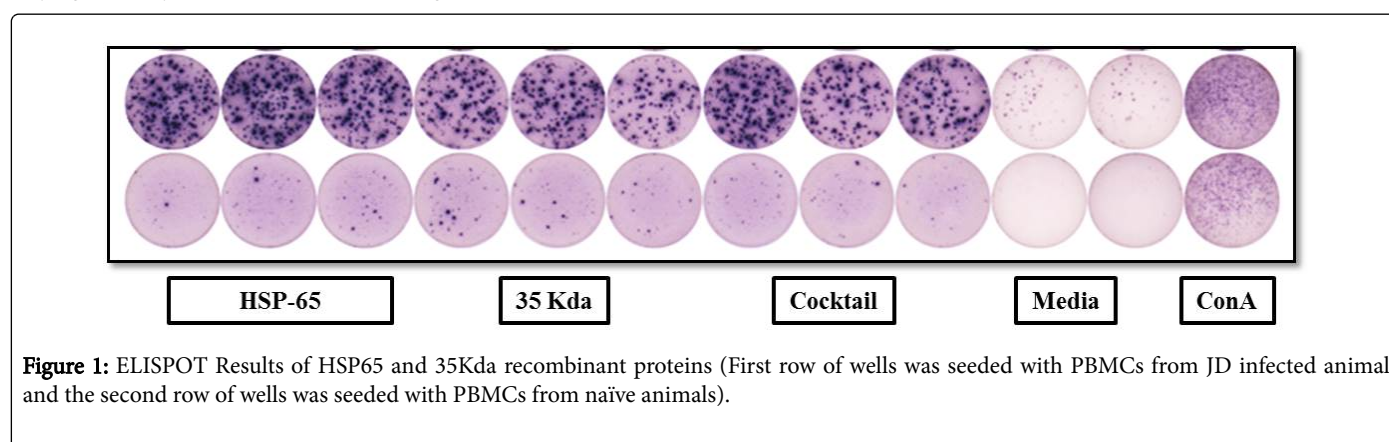 HSP-65
35 Kda
Cocktail
Media
ConA
Figure 1: ELISPOT Results of HSP65 and 35Kda recombinant proteins (First row of wells was seeded with PBMCs from JD infected animal
and the second row of wells was seeded with PBMCs from naïve animals).